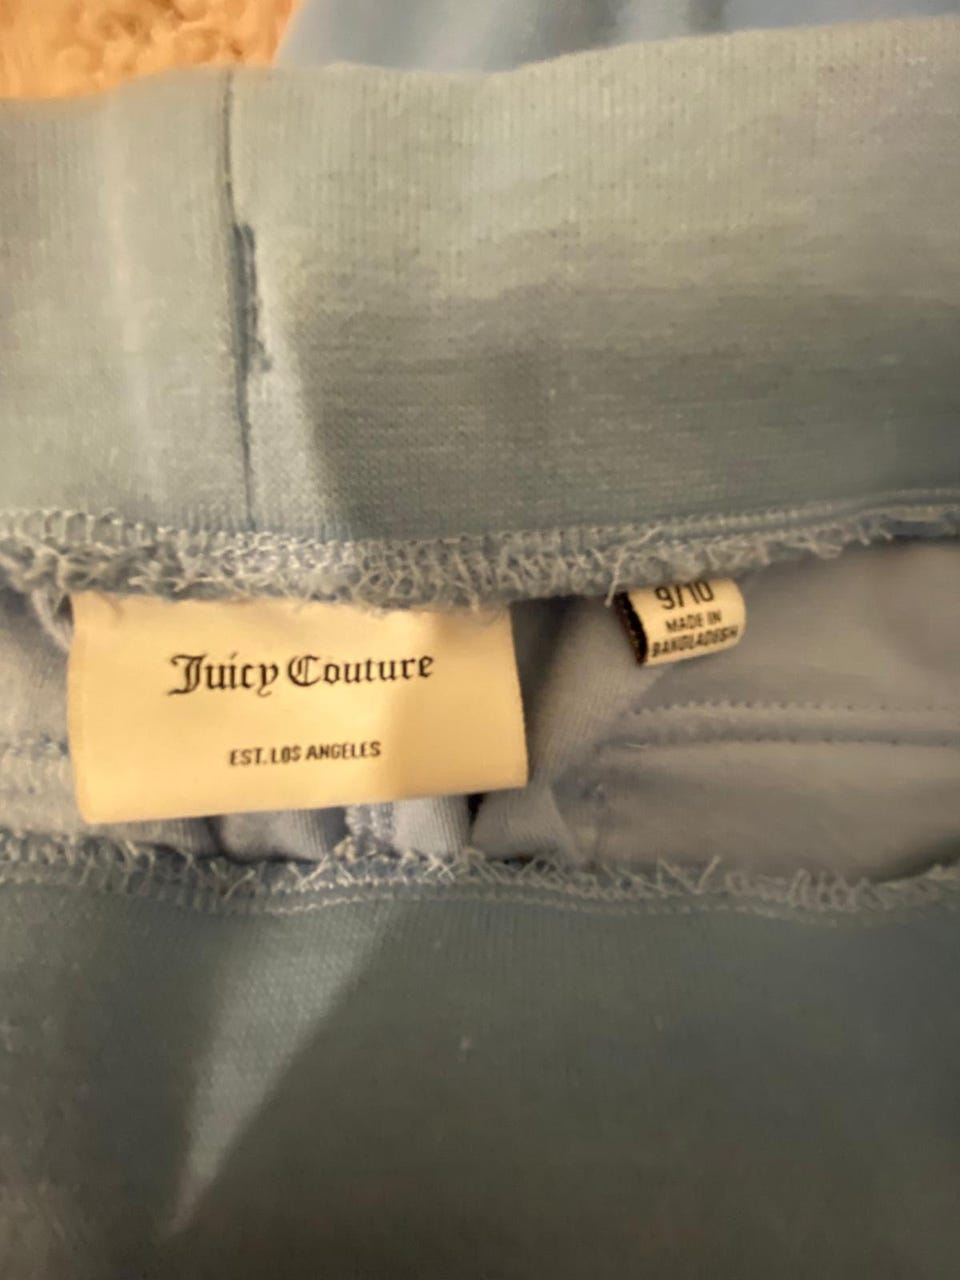 Juicy Couture
EST. LOS ANGELES
9/10
MADE IN
BANGLADESH